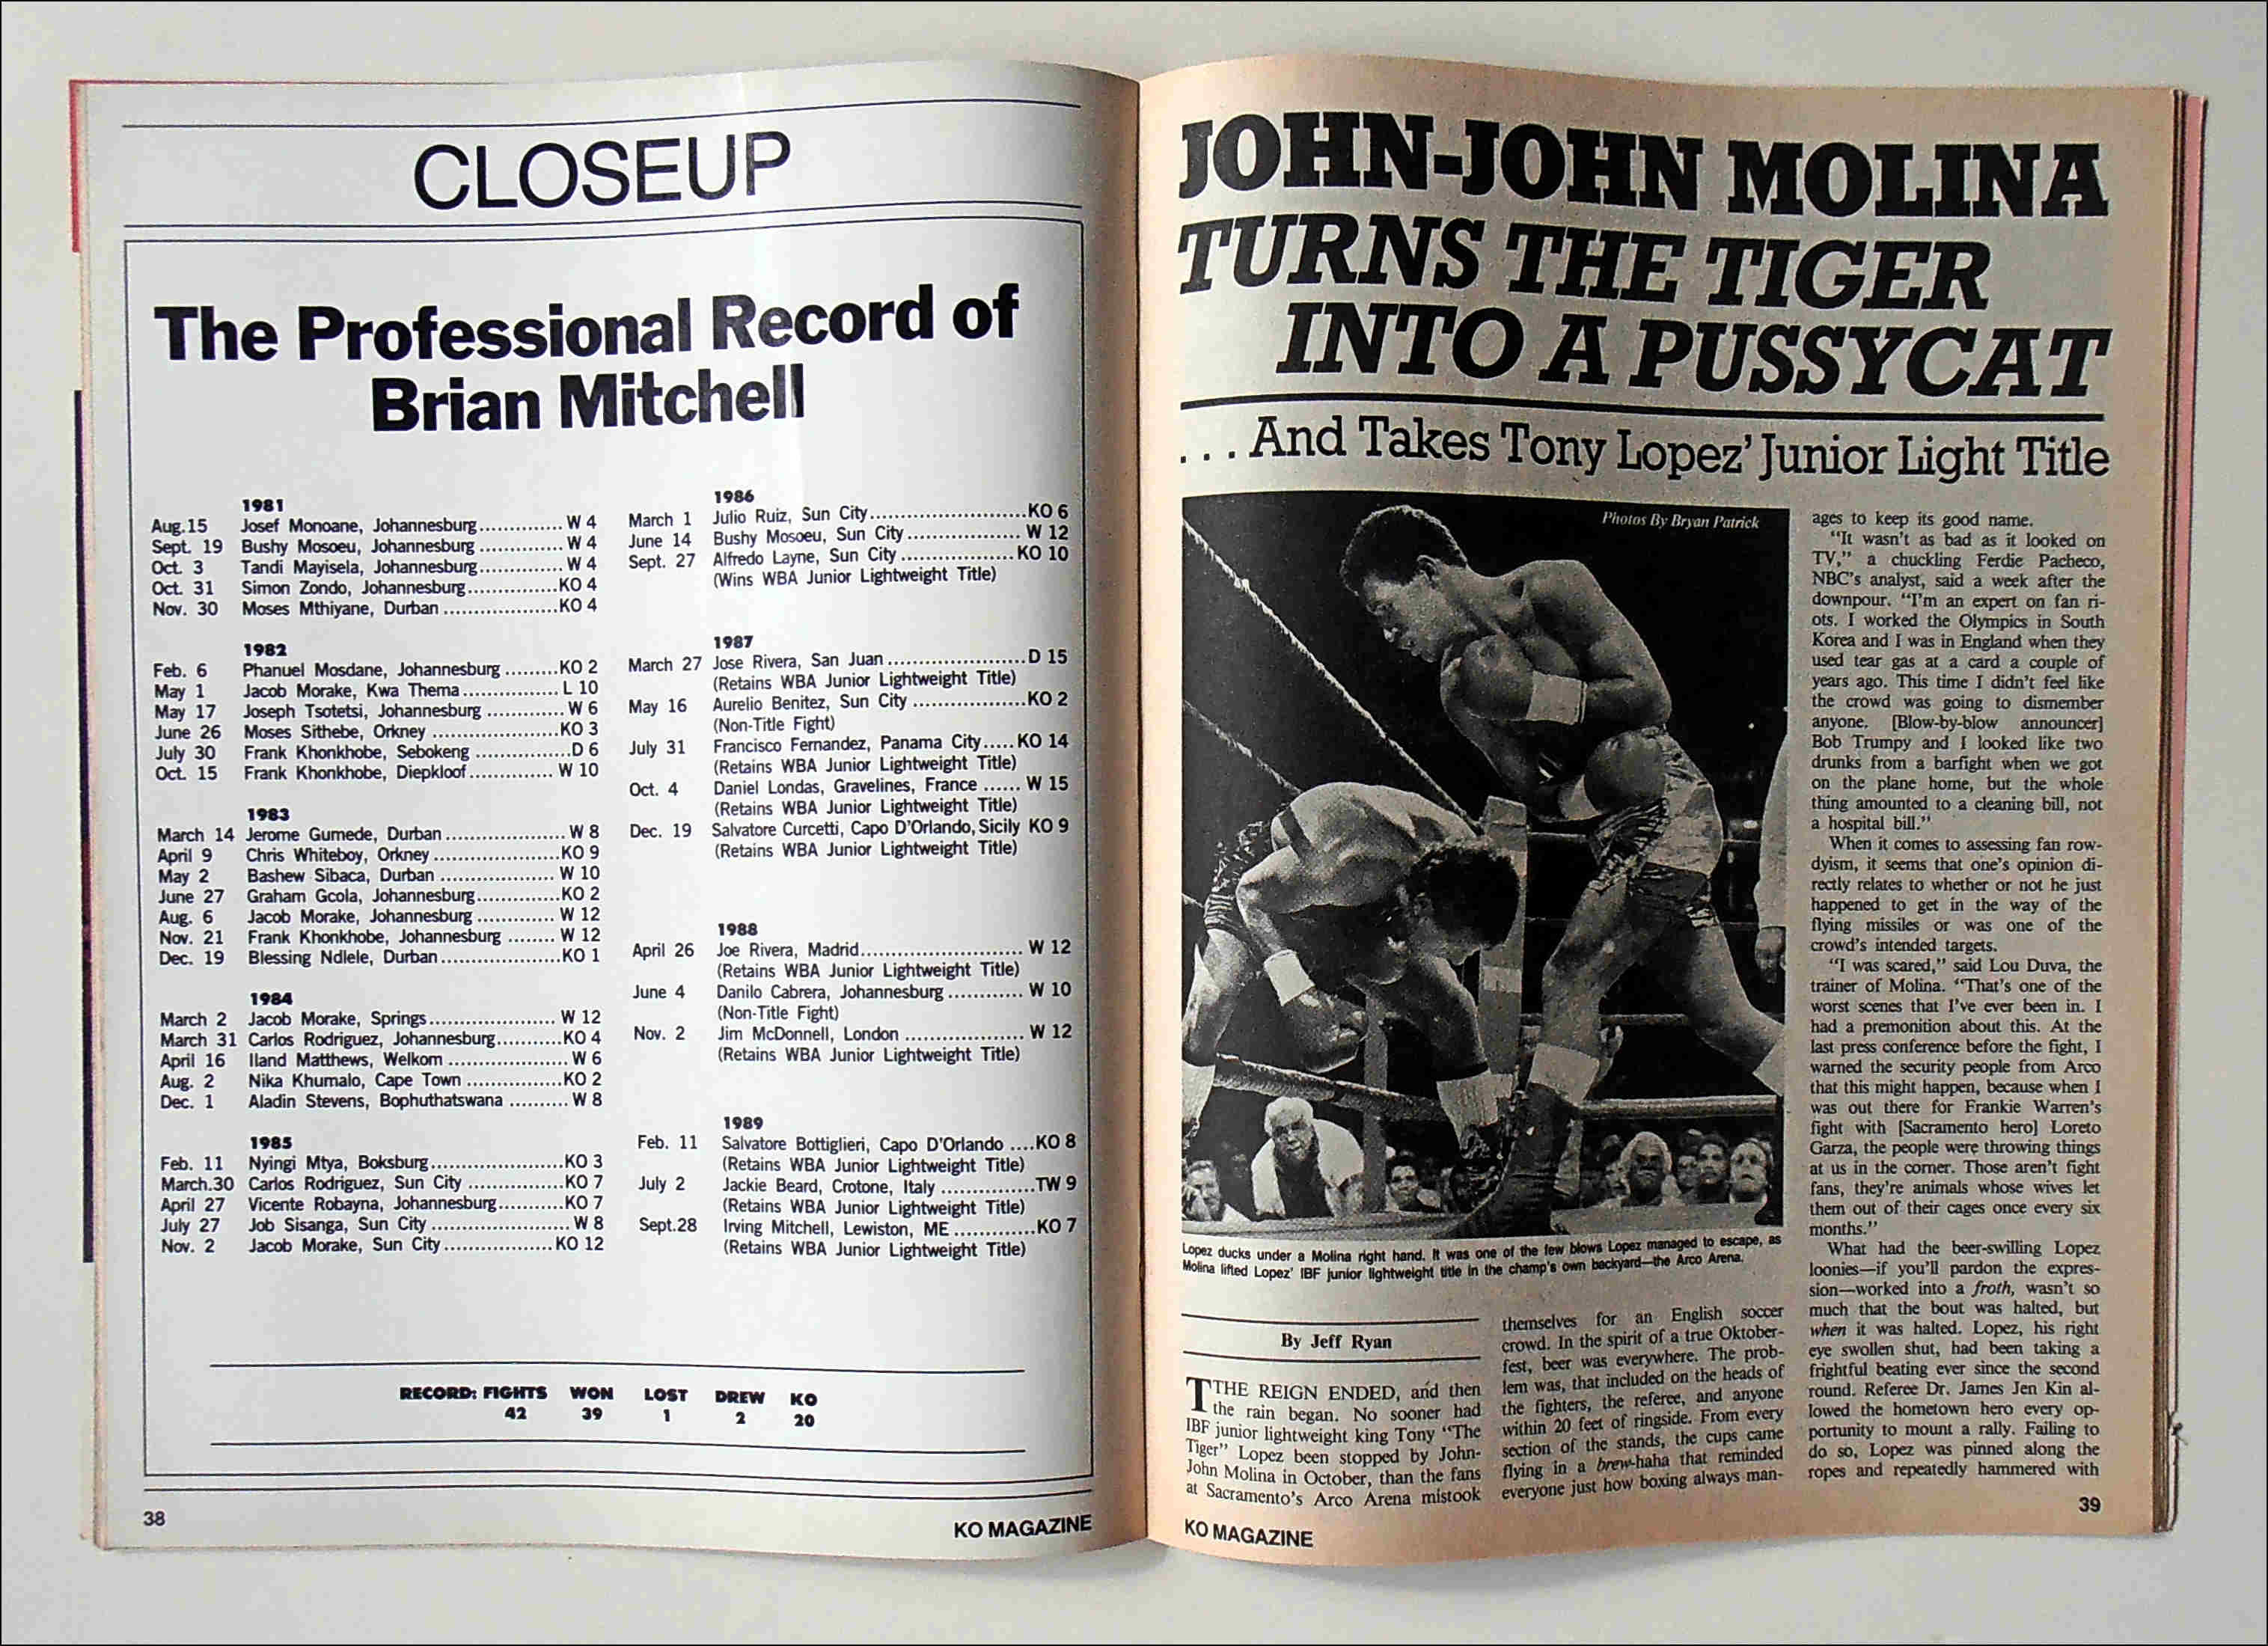 CLOSEUP
The Professional Record of
Brian Mitchell
1981
Aug.15 Josef Monoane, Johannesburg.............. W 4
Sept. 19 Bushy Mosoeu, Johannesburg .............. W 4
Oct. 3 Tandi Mayisela, Johannesburg.............. W 4
Oct. 31 Simon Zondo, Johannesburg................KO 4
Nov. 30 Moses Mthiyane, Durban ....................KO 4
1982
Feb. 6 Phanuel Mosdane, Johannesburg .........KO 2
May 1 Jacob Morake, Kwa Thema................. L 10
May 17 Joseph Tsotetsi, Johannesburg .............. W 6
June 26 Moses Sithebe, Orkney ......................KO 3
July 30 Frank Khonkhobe, Sebokeng .................D 6
Oct. 15 Frank Khonkhobe, Diepkloof............... W 10
1983
March 14 Jerome Gumede, Durban ..................... W 8
April 9 Chris Whiteboy, Orkney ......................KO 9
May 2 Bashew Sibaca, Durban .................... W 10
June 27 Graham Gcola, Johannesburg...............KO 2
Aug. 6 Jacob Morake, Johannesburg ............. W 12
Nov. 21 Frank Khonkhobe, Johannesburg ........ W 12
Dec. 19 Blessing Ndlele, Durban.....................KO 1
1984
March 2 Jacob Morake, Springs...................... W 12
March 31 Carlos Rodriguez, Johannesburg...........KO 4
April 16 Iland Matthews, Welkom ..................... W 6
Aug. 2 Nika Khumalo, Cape Town .................KO 2
Dec. 1 Aladin Stevens, Bophuthatswana .......... W 8
1985
Feb. 11 Nyingi Mtya, Boksburg.......................KO 3
March.30 Carlos Rodriguez, Sun City .................KO 7
April 27 Vicente Robayna, Johannesburg...........KO 7
July 27 Job Sisanga, Sun City ........................ W 8
Nov. 2 Jacob Morake, Sun City...................KO 12
1986
March 1 Julio Ruiz, Sun City...........................KO 6
June 14 Bushy Mosoeu, Sun City.................... W 12
Sept. 27 Alfredo Layne, Sun City ...................KO 10
(Wins WBA Junior Lightweight Title)
1987
March 27 Jose Rivera, San Juan ........................D 15
(Retains WBA Junior Lightweight Title)
May 16 Aurelio Benitez, Sun City ...................KO 2
(Non-Title Fight)
July 31 Francisco Fernandez, Panama City.....KO 14
(Retains WBA Junior Lightweight Title)
Oct. 4 Daniel Londas, Gravelines, France ...... W 15
(Retains WBA Junior Lightweight Title)
Dec. 19 Salvatore Curcetti, Capo D'Orlando, Sicily KO 9
(Retains WBA Junior Lightweight Title)
1988
April 26 Joe Rivera, Madrid............................ W 12
(Retains WBA Junior Lightweight Title)
June 4 Danilo Cabrera, Johannesburg............. W 10
(Non-Title Fight)
Nov. 2 Jim McDonnell, London ..................... W 12
(Retains WBA Junior Lightweight Title)
1989
Feb. 11 Salvatore Bottiglieri, Capo D'Orlando ....KO 8
(Retains WBA Junior Lightweight Title)
July 2 Jackie Beard, Crotone, Italy ................TW 9
(Retains WBA Junior Lightweight Title)
Sept.28 Irving Mitchell, Lewiston, ME ..............KO 7
(Retains WBA Junior Lightweight Title)
RECORD: FIGHTS WON LOST DREW KO
42 39 1 2 20
38
KO MAGAZINE
JOHN-JOHN MOLINA
TURNS THE TIGER
INTO A PUSSYCAT
. . . And Takes Tony Lopez' Junior Light Title
Photos By Bryan Patrick
Lopez ducks under a Molina right hand. It was one of the few blows Lopez managed to escape, as
Molina lifted Lopez' IBF junior lightweight title in the champ's own backyard—the Arco Arena.
By Jeff Ryan
TTHE REIGN ENDED, and then
the rain began. No sooner had
IBF junior lightweight king Tony "The
Tiger" Lopez been stopped by John-
John Molina in October, than the fans
at Sacramento's Arco Arena mistook
themselves for an English soccer
crowd. In the spirit of a true Oktober-
fest, beer was everywhere. The prob-
lem was, that included on the heads of
the fighters, the referee, and anyone
within 20 feet of ringside. From every
section of the stands, the cups came
flying in a brew-haha that reminded
everyone just how boxing always man-
ages to keep its good name.
"It wasn't as bad as it looked on
TV," a chuckling Ferdie Pacheco,
NBC's analyst, said a week after the
downpour. "I'm an expert on fan ri-
ots. I worked the Olympics in South
Korea and I was in England when they
used tear gas at a card a couple of
years ago. This time I didn't feel like
the crowd was going to dismember
anyone. [Blow-by-blow announcer]
Bob Trumpy and I looked like two
drunks from a barfight when we got
on the plane home, but the whole
thing amounted to a cleaning bill, not
a hospital bill."
When it comes to assessing fan row-
dyism, it seems that one's opinion di-
rectly relates to whether or not he just
happened to get in the way of the
flying missiles or was one of the
crowd's intended targets.
"I was scared," said Lou Duva, the
trainer of Molina. "That's one of the
worst scenes that I've ever been in. I
had a premonition about this. At the
last press conference before the fight, I
warned the security people from Arco
that this might happen, because when I
was out there for Frankie Warren's
fight with [Sacramento hero] Loreto
Garza, the people were throwing things
at us in the corner. Those aren't fight
fans, they're animals whose wives let
them out of their cages once every six
months."
What had the beer-swilling Lopez
loonies—if you'll pardon the expres-
sion—worked into a froth, wasn't so
much that the bout was halted, but
when it was halted. Lopez, his right
eye swollen shut, had been taking a
frightful beating ever since the second
round. Referee Dr. James Jen Kin al-
lowed the hometown hero every op-
portunity to mount a rally. Failing to
do so, Lopez was pinned along the
ropes and repeatedly hammered with
39
KO MAGAZINE